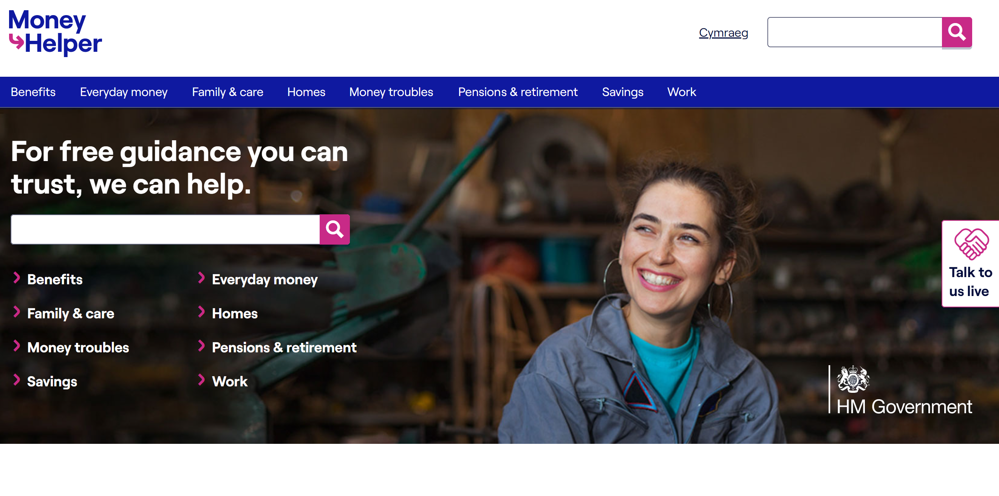 Money
Helper
Cymraeg
Benefits Everyday money Family & care Homes Money troubles Pensions & retirement Savings Work
For free guidance you can
trust, we can help.
Benefits
Everyday money
Family & care
Homes
Money troubles
Pensions & retirement
Savings
Work
Talk to
us live
HM Government